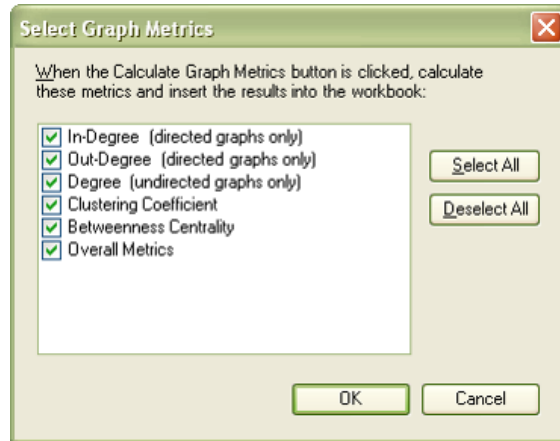 Select Graph Metrics
When the Calculate Graph Metrics button is clicked, calculate
these metrics and insert the results into the workbook:
In-Degree (directed graphs only)
Out-Degree (directed graphs only)
Degree (undirected graphs only)
Clustering Coefficient
Betweenness Centrality
Overall Metrics
Select All
Deselect All
OK
Cancel